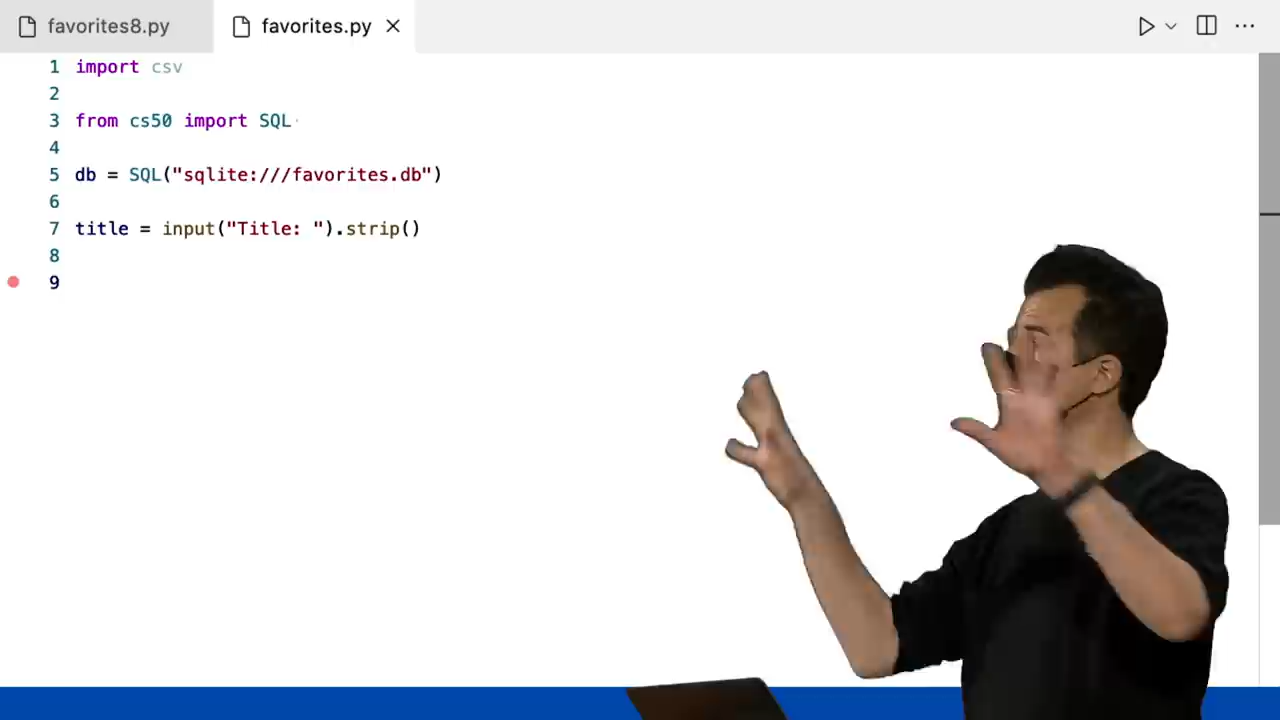 favorites8.py
favorites.py
1 import csv
2
3 from cs50 import SQL
4
5 db = SQL("sqlite:///favorites.db")
6
7 title = input("Title: ").strip()
8
9